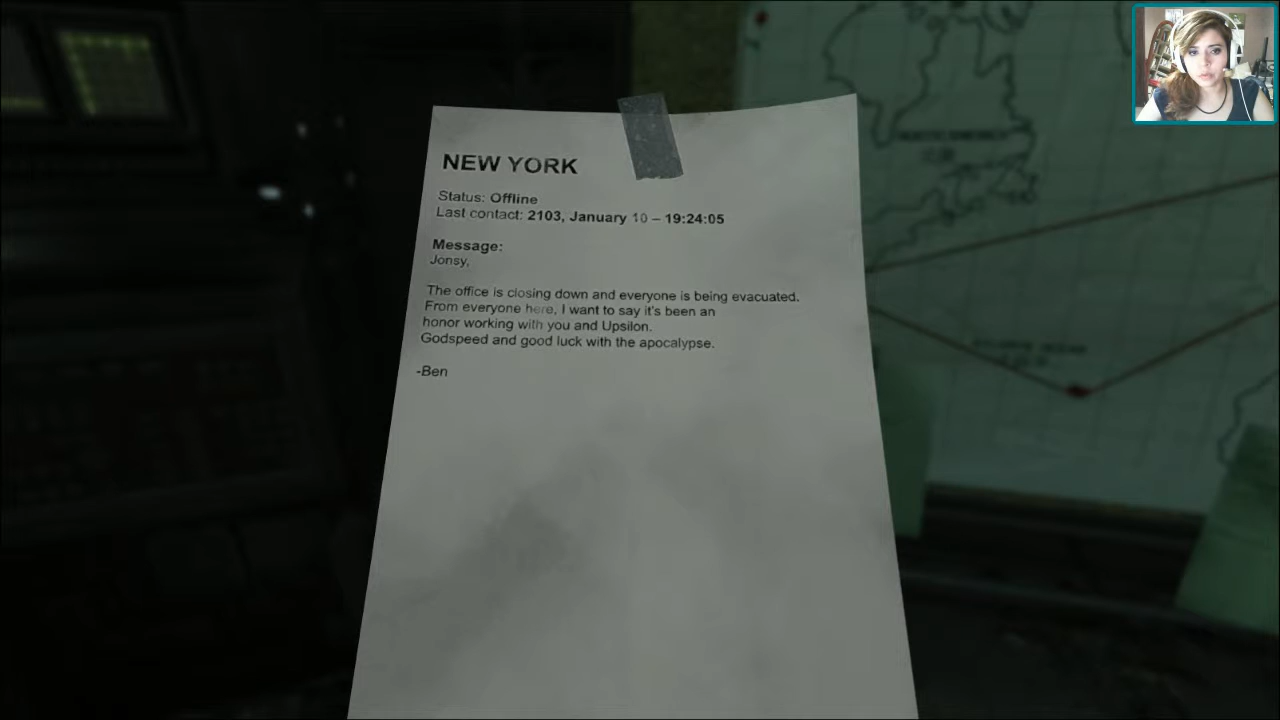 NEW YORK
Status: Offline
Last contact: 2103, January 10 – 19:24:05
Message:
Jonsy,
The office is closing down and everyone is being evacuated.
From everyone here, I want to say it's been an
honor working with you and Upsilon.
Godspeed and good luck with the apocalypse.
-Ben